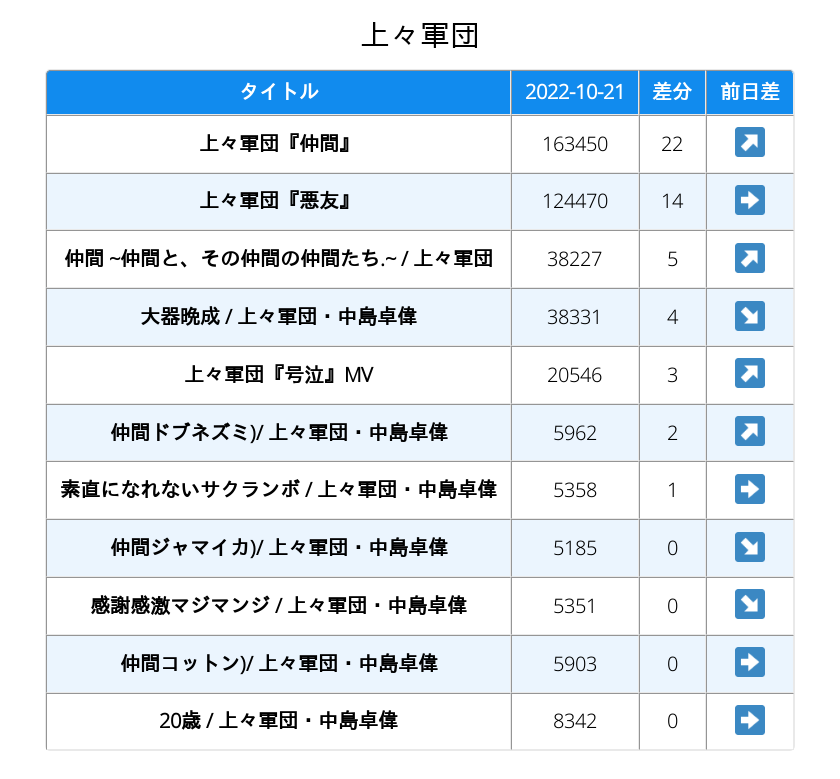 上々軍団
タイトル 2022-10-21 差分 前日差
上々軍団『仲間』 163450 22 ↗
上々軍団『悪友』 124470 14 ➡
仲間 ~仲間と、その仲間の仲間たち.~ / 上々軍団 38227 5 ↗
大器晩成 / 上々軍団・中島卓偉 38331 4 ↘
上々軍団『号泣』MV 20546 3 ↗
仲間ドブネズミ)/ 上々軍団・中島卓偉 5962 2 ↗
素直になれないサクランボ / 上々軍団・中島卓偉 5358 1 ➡
仲間ジャマイカ)/ 上々軍団・中島卓偉 5185 0 ↘
感謝感激マジマンジ / 上々軍団・中島卓偉 5351 0 ↘
仲間コットン)/ 上々軍団・中島卓偉 5903 0 ➡
20歳 / 上々軍団・中島卓偉 8342 0 ➡